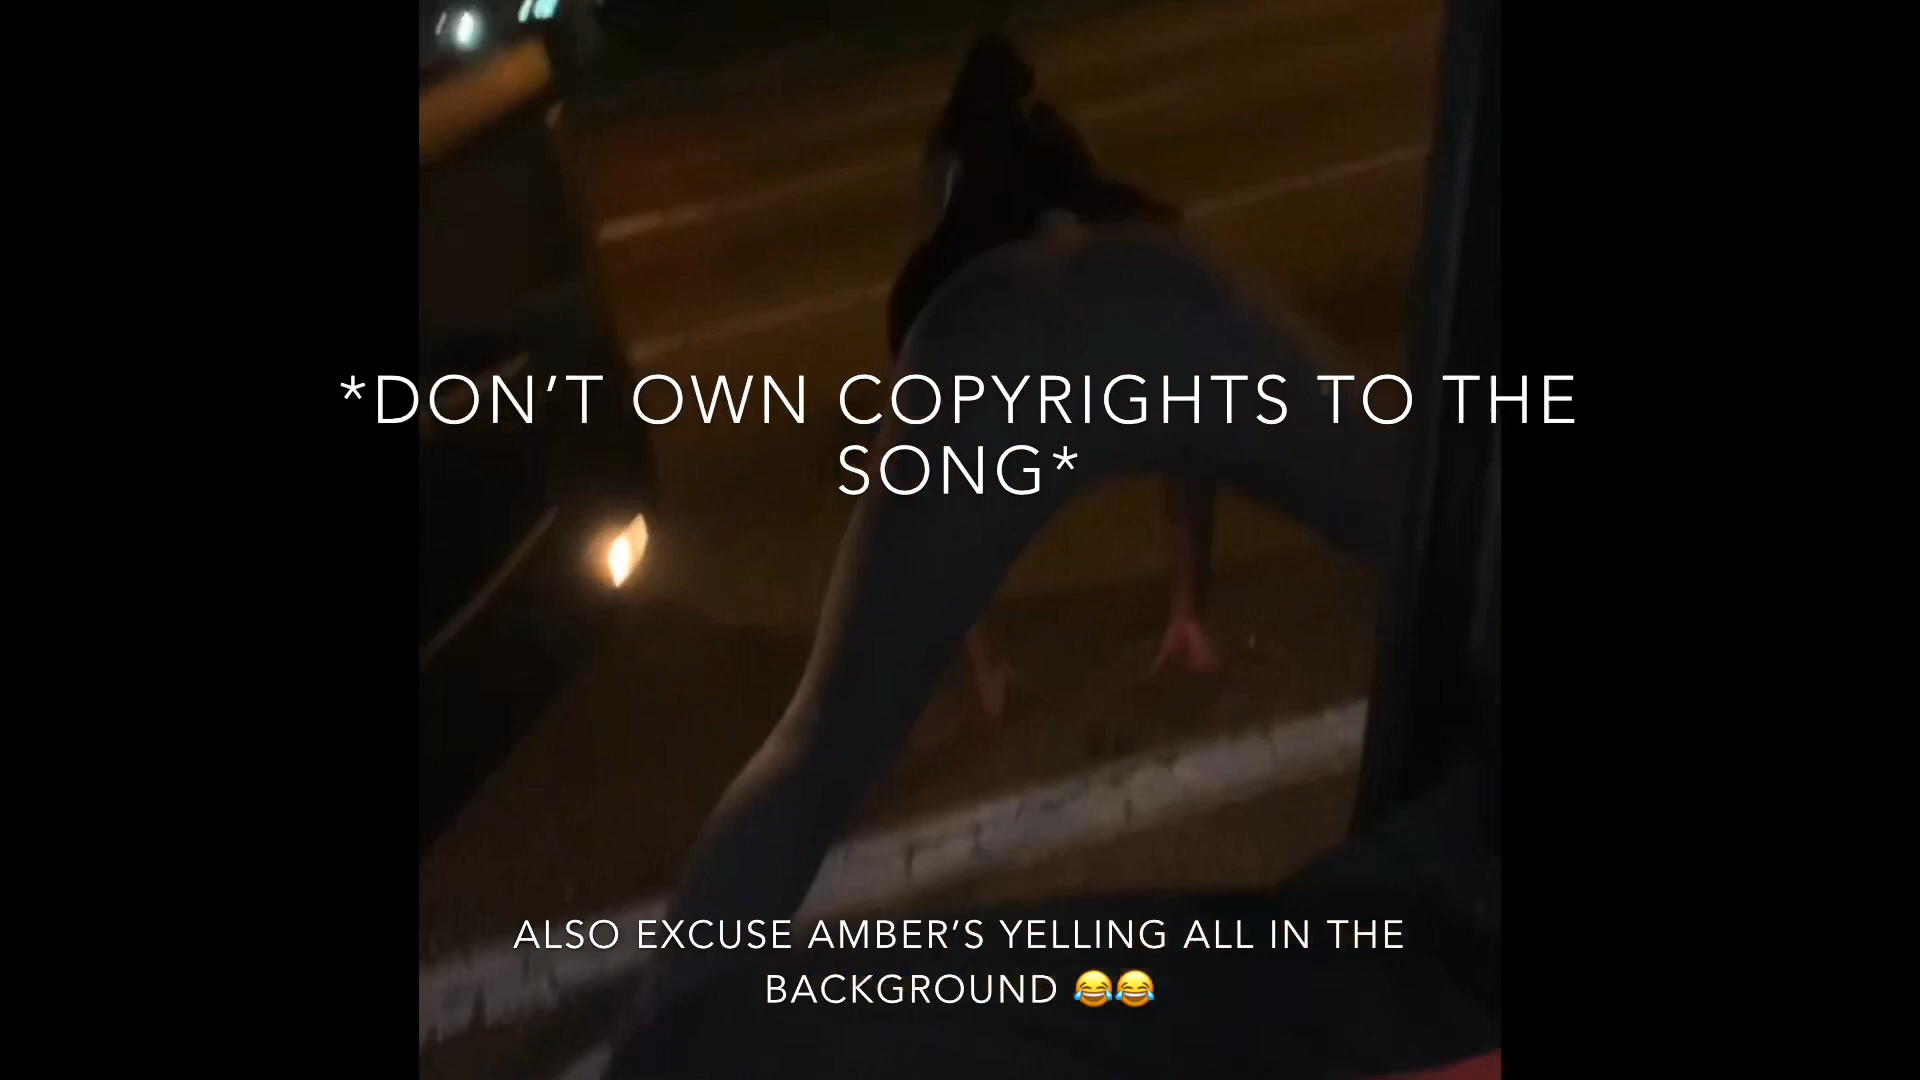 *DON’T OWN COPYRIGHTS TO THE
SONG*
ALSO EXCUSE AMBER’S YELLING ALL IN THE
BACKGROUND 😂😂